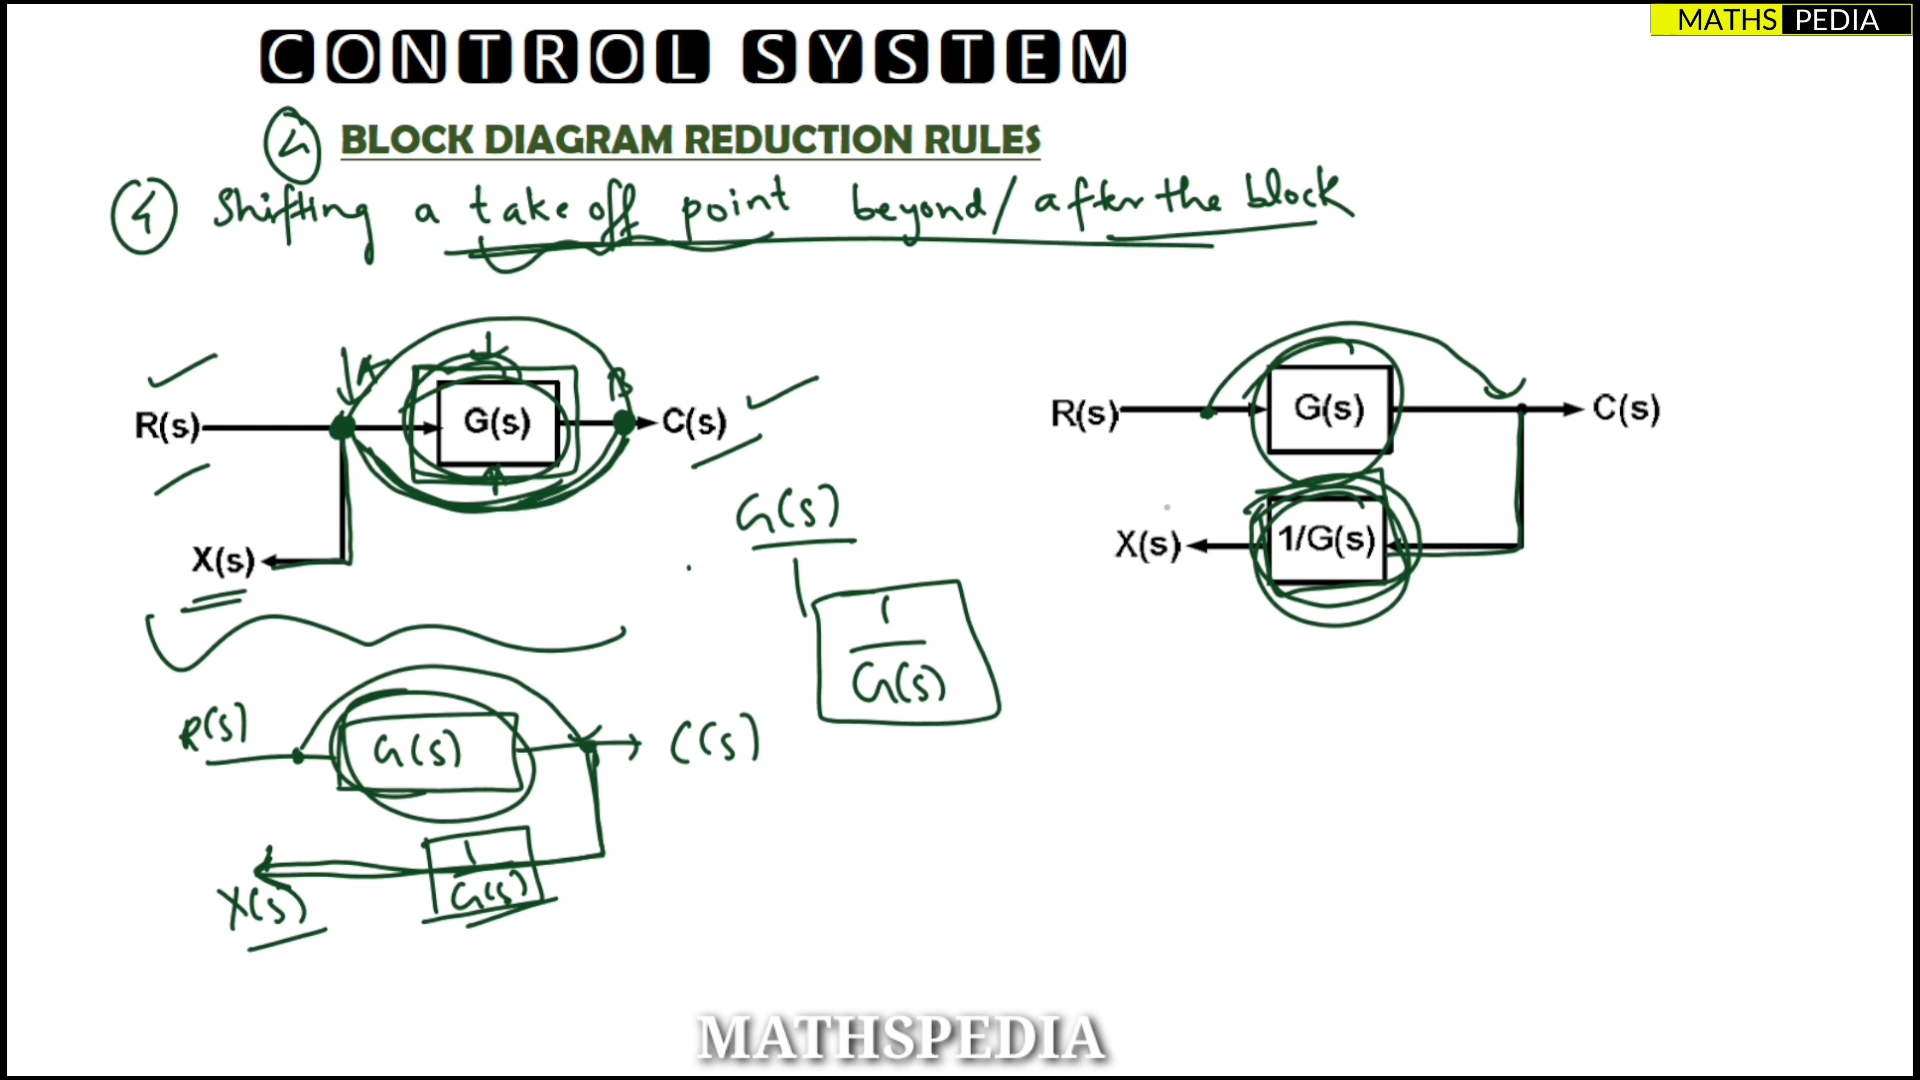 MATHS PEDIA
CONTROL SYSTEM
2 BLOCK DIAGRAM REDUCTION RULES
4 Shifting a take off point beyond/after the block
A
B
R(s) G(s) C(s)
X(s)
R(s) G(s) C(s)
X(s) 1/G(s)
G(s)
1
G(s)
R(s) G(s) C(s)
X(s) 1
G(s)
MATHSPEDIA